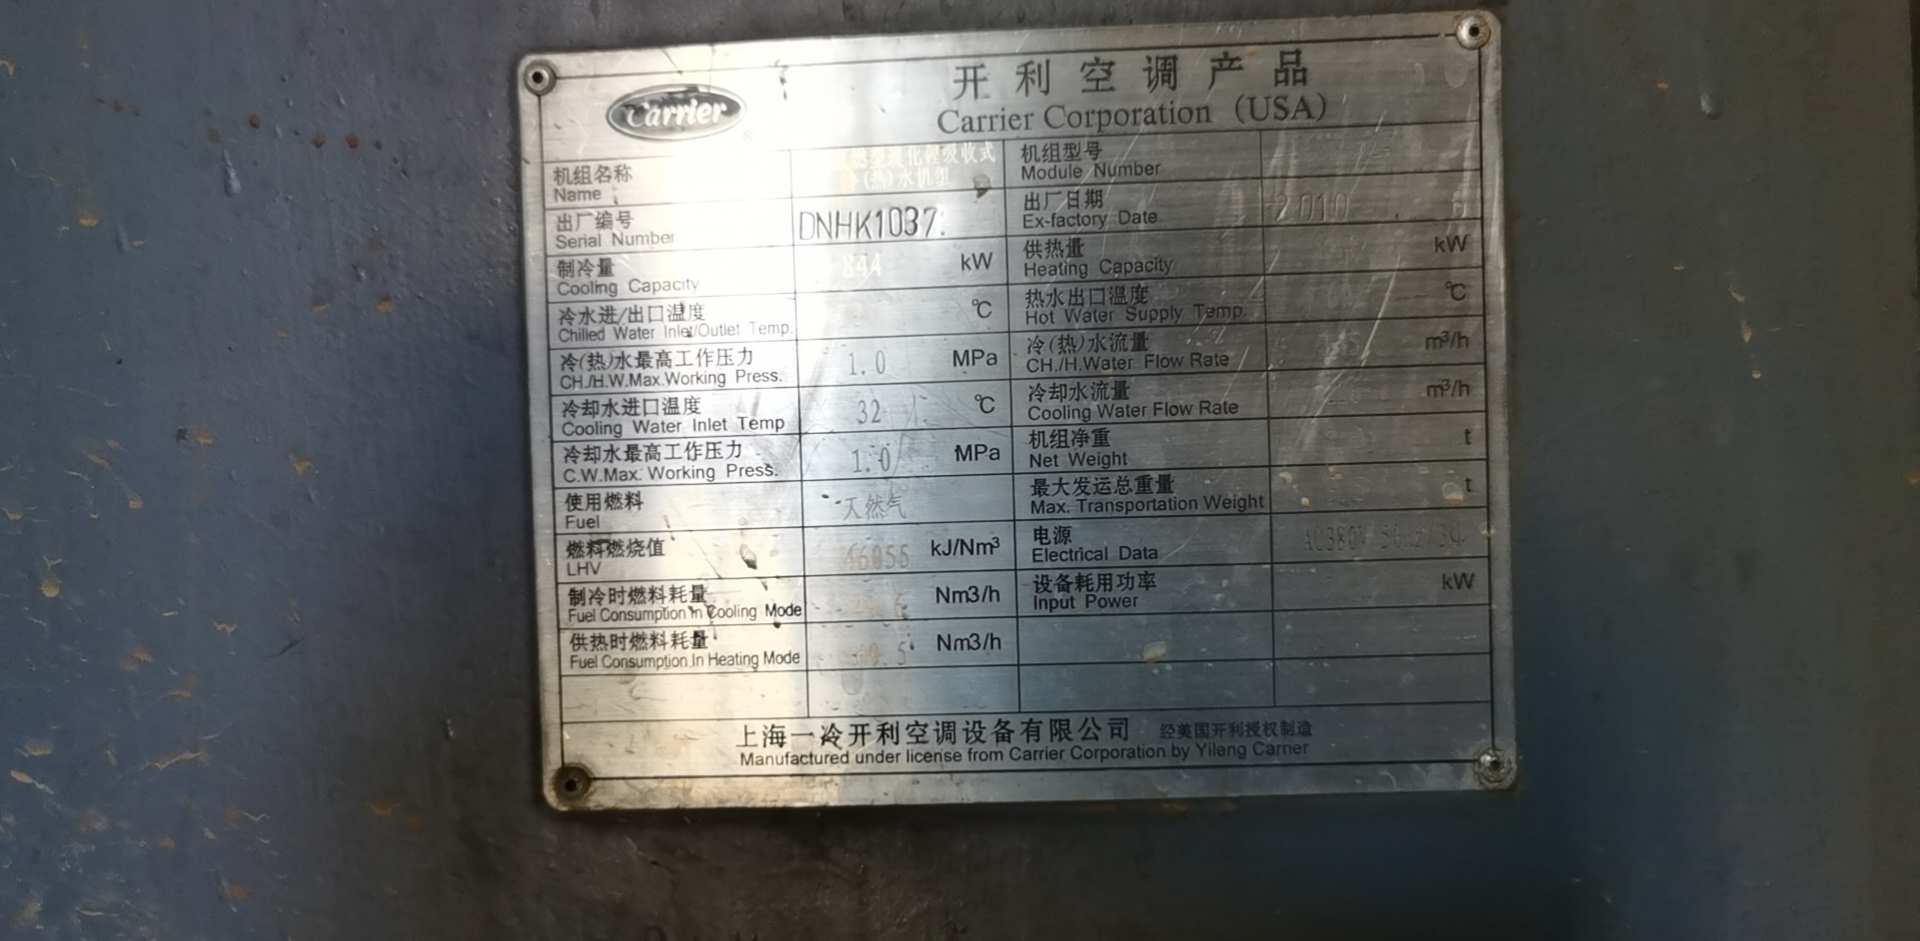 Carrier
开利空调产品
Carrier Corporation (USA)
机组名称
Name
吸收式
(热)水机组
机组型号
Module Number
出厂编号
Serial Number
DNHK1037
出厂日期
Ex-factory Date
2010
制冷量
Cooling Capacity
844 kW
供热量
Heating Capacity
kW
冷水进/出口温度
Chilled Water Inlet/Outlet Temp.
℃
热水出口温度
Hot Water Supply Temp.
℃
冷(热)水最高工作压力
CH./H.W.Max.Working Press.
1.0 MPa
冷(热)水流量
CH./H.Water Flow Rate
m³/h
冷却水进口温度
Cooling Water Inlet Temp
32 ℃
冷却水流量
Cooling Water Flow Rate
m³/h
冷却水最高工作压力
C.W.Max. Working Press.
1.0 MPa
机组净重
Net Weight
t
使用燃料
Fuel
天然气
最大发运总重量
Max. Transportation Weight
t
燃料燃烧值
LHV
46055 kJ/Nm³
电源
Electrical Data
AC380V
制冷时燃料耗量
Fuel Consumption In Cooling Mode
Nm3/h
设备耗用功率
Input Power
kW
供热时燃料耗量
Fuel Consumption In Heating Mode
Nm3/h
上海一冷开利空调设备有限公司 经美国开利授权制造
Manufactured under license from Carrier Corporation by Yileng Carrier